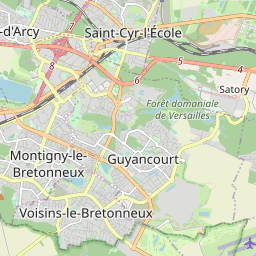 -d'Arcy
Saint-Cyr-l'École
5
4
7
8
6
Satory
Forêt domaniale
de Versailles
Montigny-le-
Bretonneux
Guyancourt
Voisins-le-Bretonneux